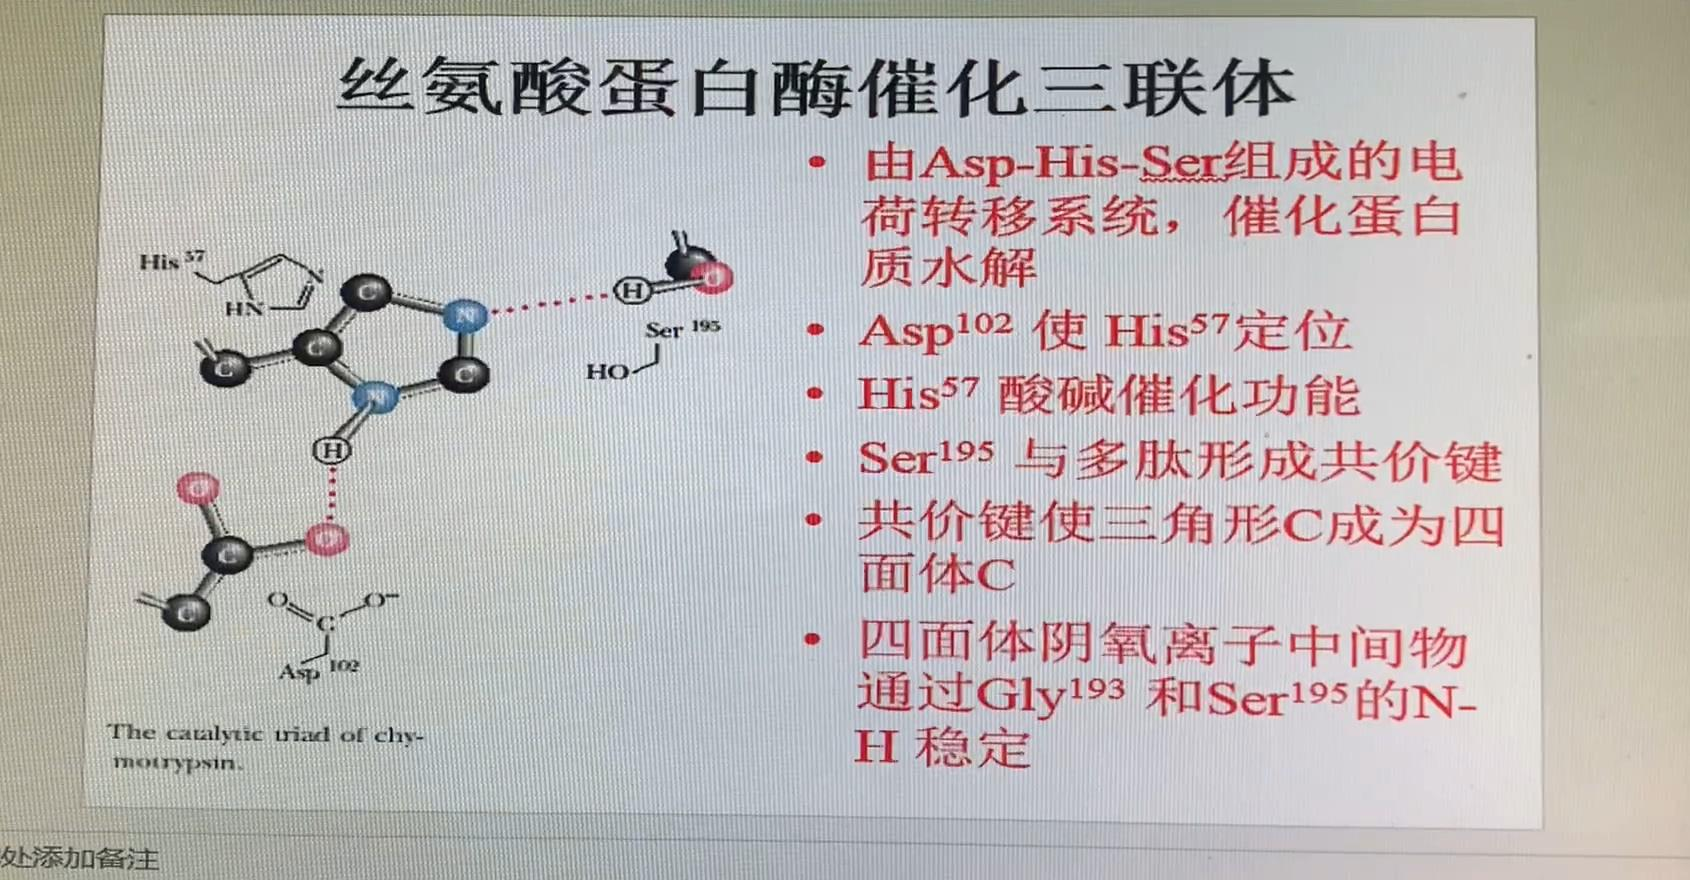 丝氨酸蛋白酶催化三联体
• 由Asp-His-Ser组成的电
荷转移系统，催化蛋白
质水解
• Asp¹⁰² 使 His⁵⁷定位
• His⁵⁷ 酸碱催化功能
• Ser¹⁹⁵ 与多肽形成共价键
• 共价键使三角形C成为四
面体C
• 四面体阴氧离子中间物
通过Gly¹⁹³ 和Ser¹⁹⁵的N-
H 稳定
His ⁵⁷
N
HN
C
N
C
C
C
N
H
H
O
Ser ¹⁹⁵
HO
O
O
C
C
O
O⁻
C
Asp ¹⁰²
The catalytic triad of chy-
motrypsin.
处添加备注